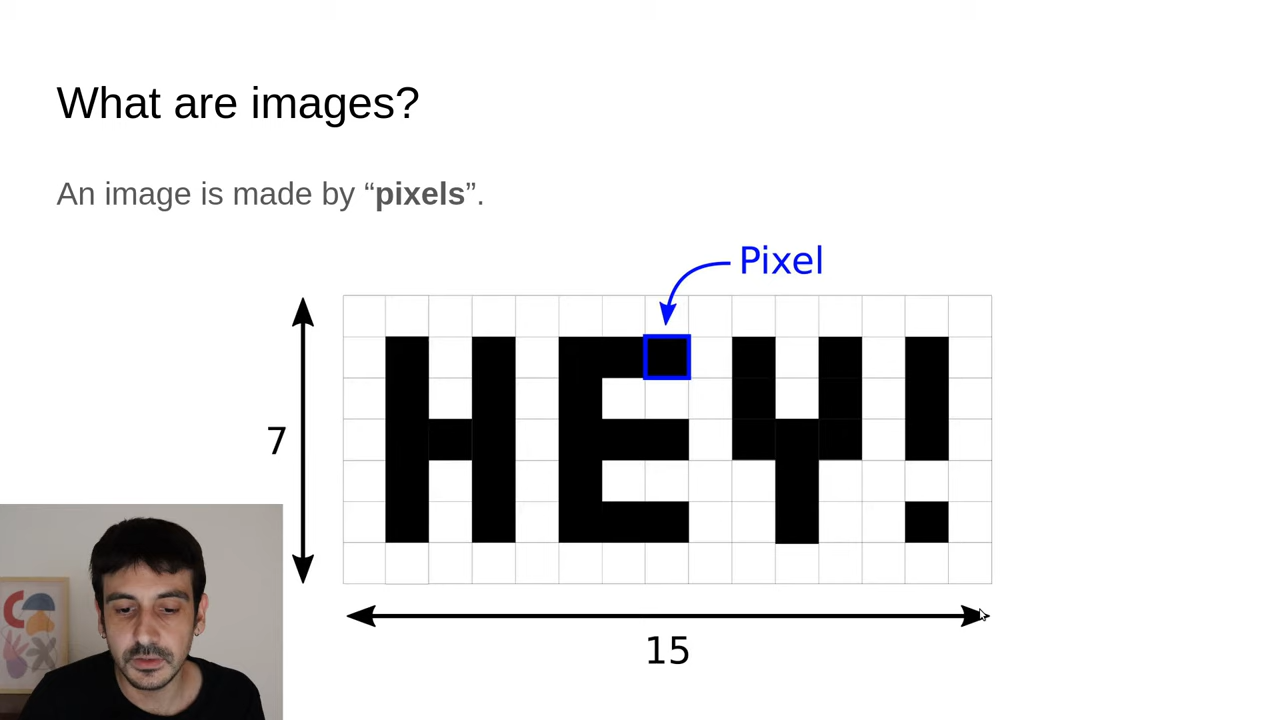 What are images?
An image is made by “pixels”.
Pixel
HEY!
7
15